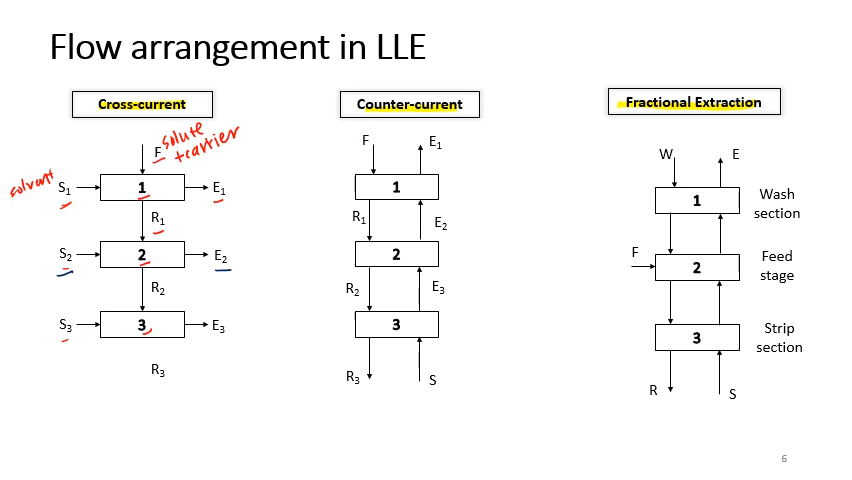 Flow arrangement in LLE
Cross-current
F
solute
+carrier
solvent
S1
1
E1
R1
S2
2
E2
R2
S3
3
E3
R3
Counter-current
F
E1
1
R1
E2
2
R2
E3
3
R3
S
Fractional Extraction
W
E
1
Wash
section
F
2
Feed
stage
3
Strip
section
R
S
6